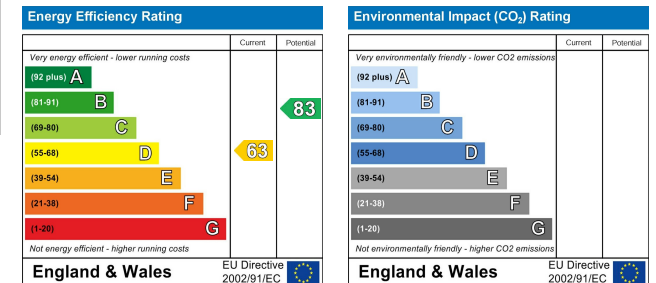 Energy Efficiency Rating
Current Potential
Very energy efficient - lower running costs
(92 plus) A
(81-91) B
(69-80) C
(55-68) D
(39-54) E
(21-38) F
(1-20) G
83
63
Not energy efficient - higher running costs
England & Wales
EU Directive
2002/91/EC
Environmental Impact (CO₂) Rating
Current Potential
Very environmentally friendly - lower CO2 emissions
(92 plus) A
(81-91) B
(69-80) C
(55-68) D
(39-54) E
(21-38) F
(1-20) G
Not environmentally friendly - higher CO2 emissions
England & Wales
EU Directive
2002/91/EC